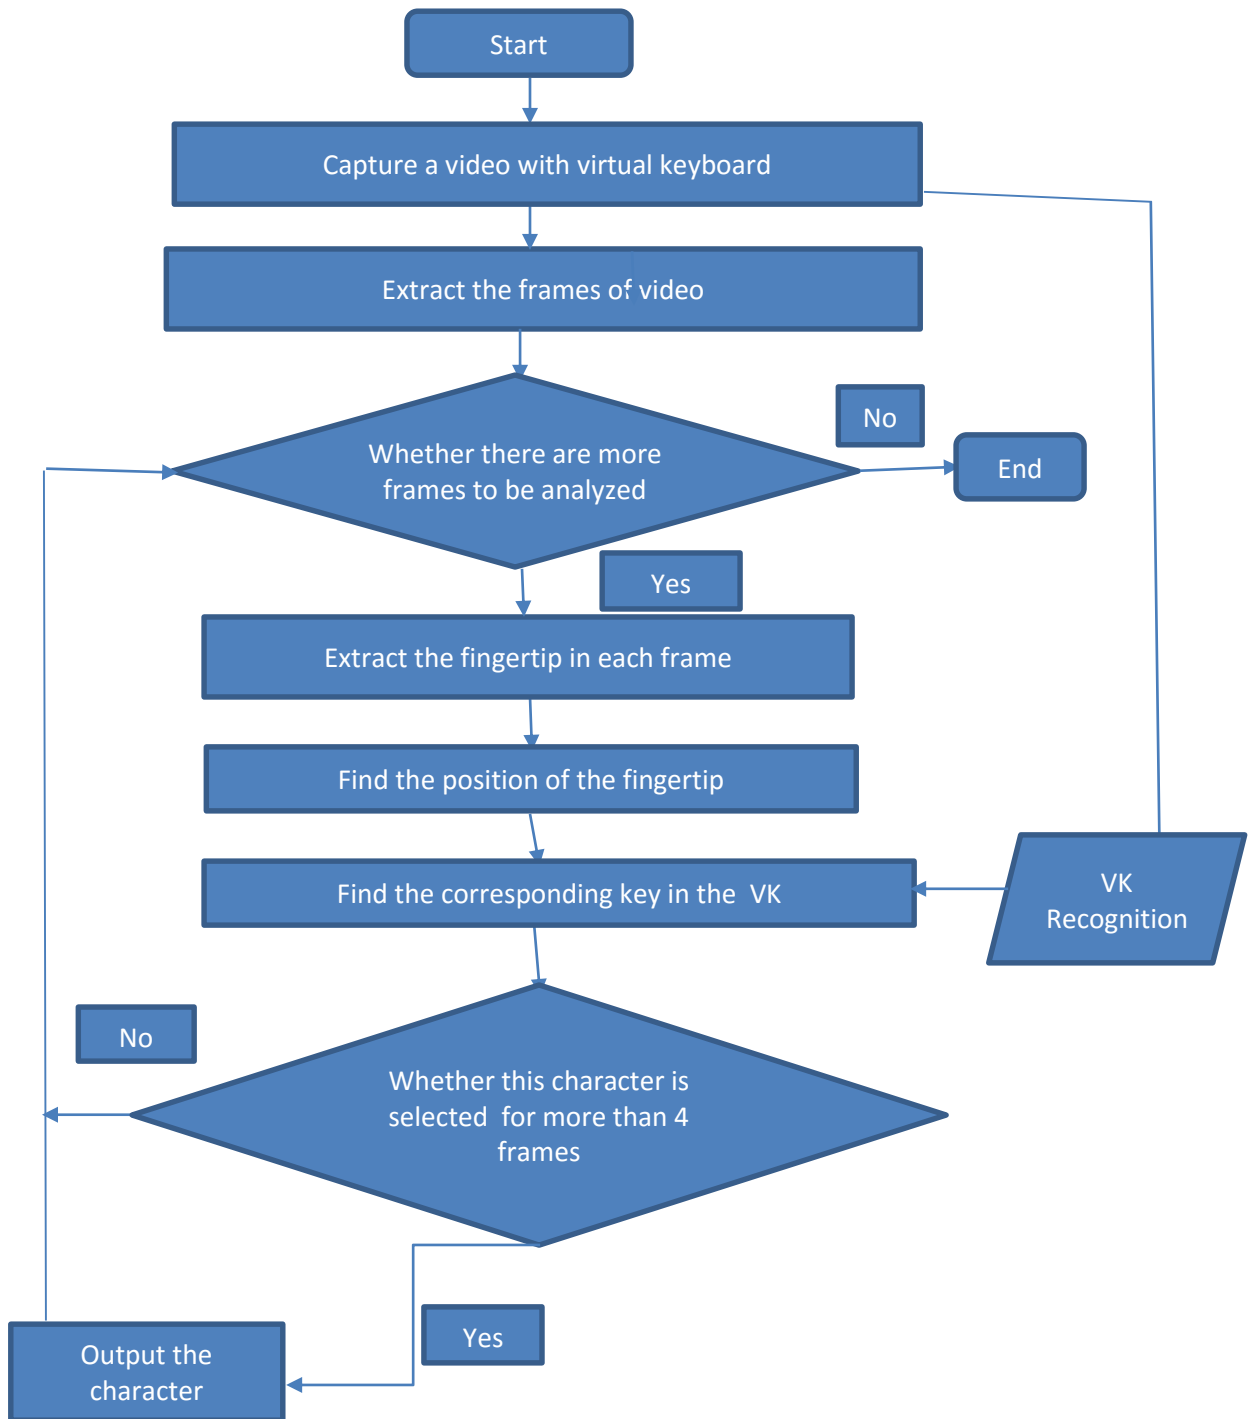 Start
Capture a video with virtual keyboard
Extract the frames of video
Whether there are more
frames to be analyzed
No
End
Yes
Extract the fingertip in each frame
Find the position of the fingertip
Find the corresponding key in the  VK
VK
Recognition
No
Whether this character is
selected  for more than 4
frames
Yes
Output the
character